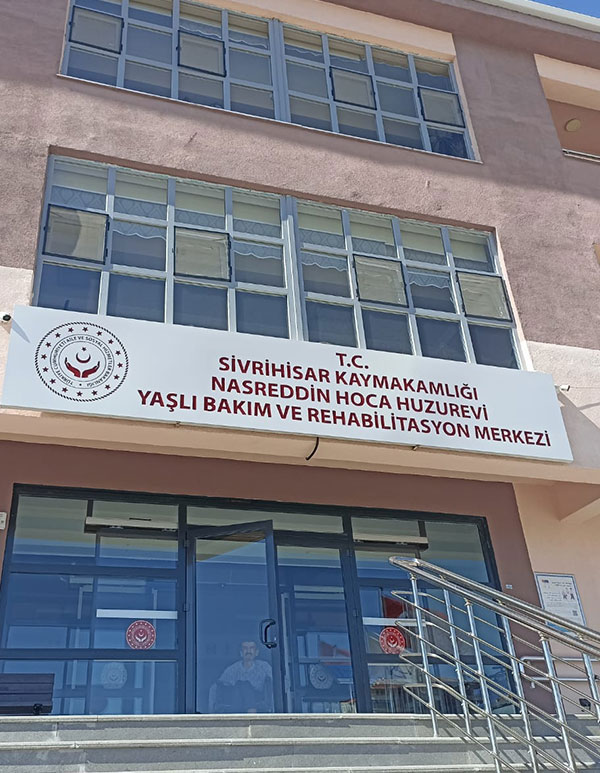 T.C.
SİVRİHİSAR KAYMAKAMLIĞI
NASREDDİN HOCA HUZUREVİ
YAŞLI BAKIM VE REHABİLİTASYON MERKEZİ